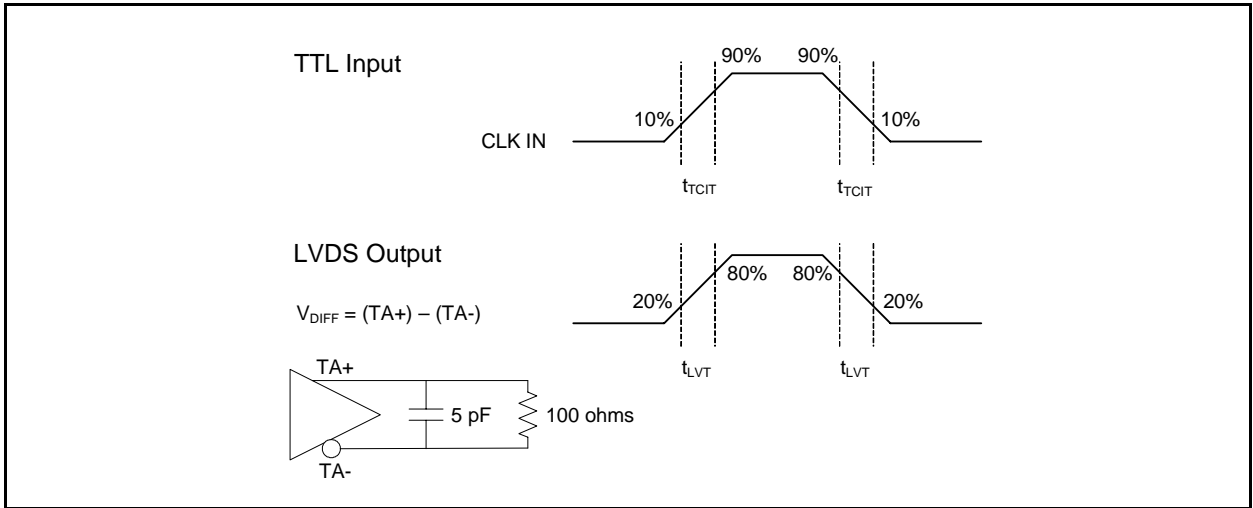 TTL Input
90% 90%
10% 10%
CLK IN
tTCIT tTCIT
LVDS Output
80% 80%
20% 20%
VDIFF = (TA+) – (TA-)
tLVT tLVT
TA+
5 pF 100 ohms
TA-